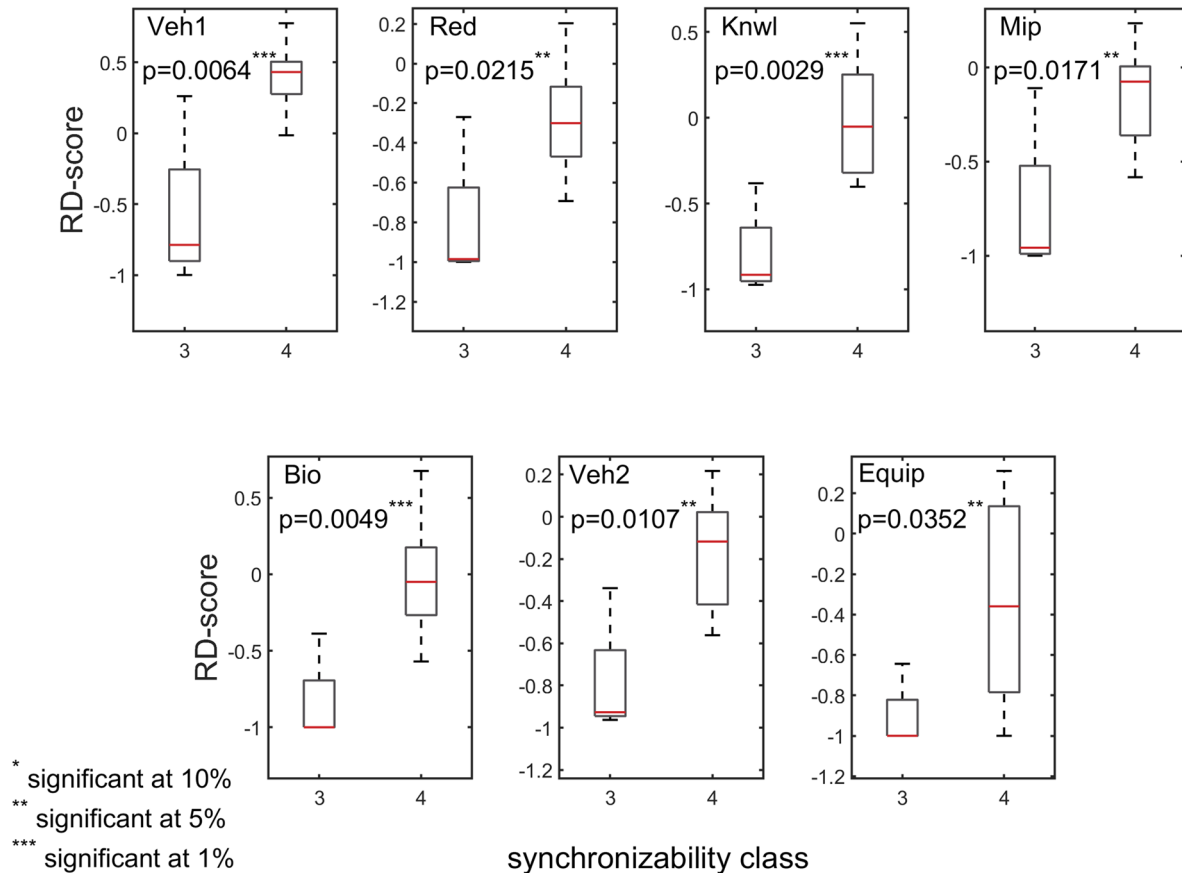 Veh1
p=0.0064***
0.5
0
-0.5
-1
3
4
RD-score
Red
p=0.0215**
0.2
0
-0.2
-0.4
-0.6
-0.8
-1
-1.2
3
4
Knwl
p=0.0029***
0.5
0
-0.5
-1
3
4
Mip
p=0.0171**
0
-0.5
-1
3
4
Bio
p=0.0049***
0.5
0
-0.5
-1
3
4
RD-score
Veh2
p=0.0107**
0.2
0
-0.2
-0.4
-0.6
-0.8
-1
-1.2
3
4
Equip
p=0.0352**
0.2
0
-0.2
-0.4
-0.6
-0.8
-1
-1.2
3
4
* significant at 10%
** significant at 5%
*** significant at 1%
synchronizability class